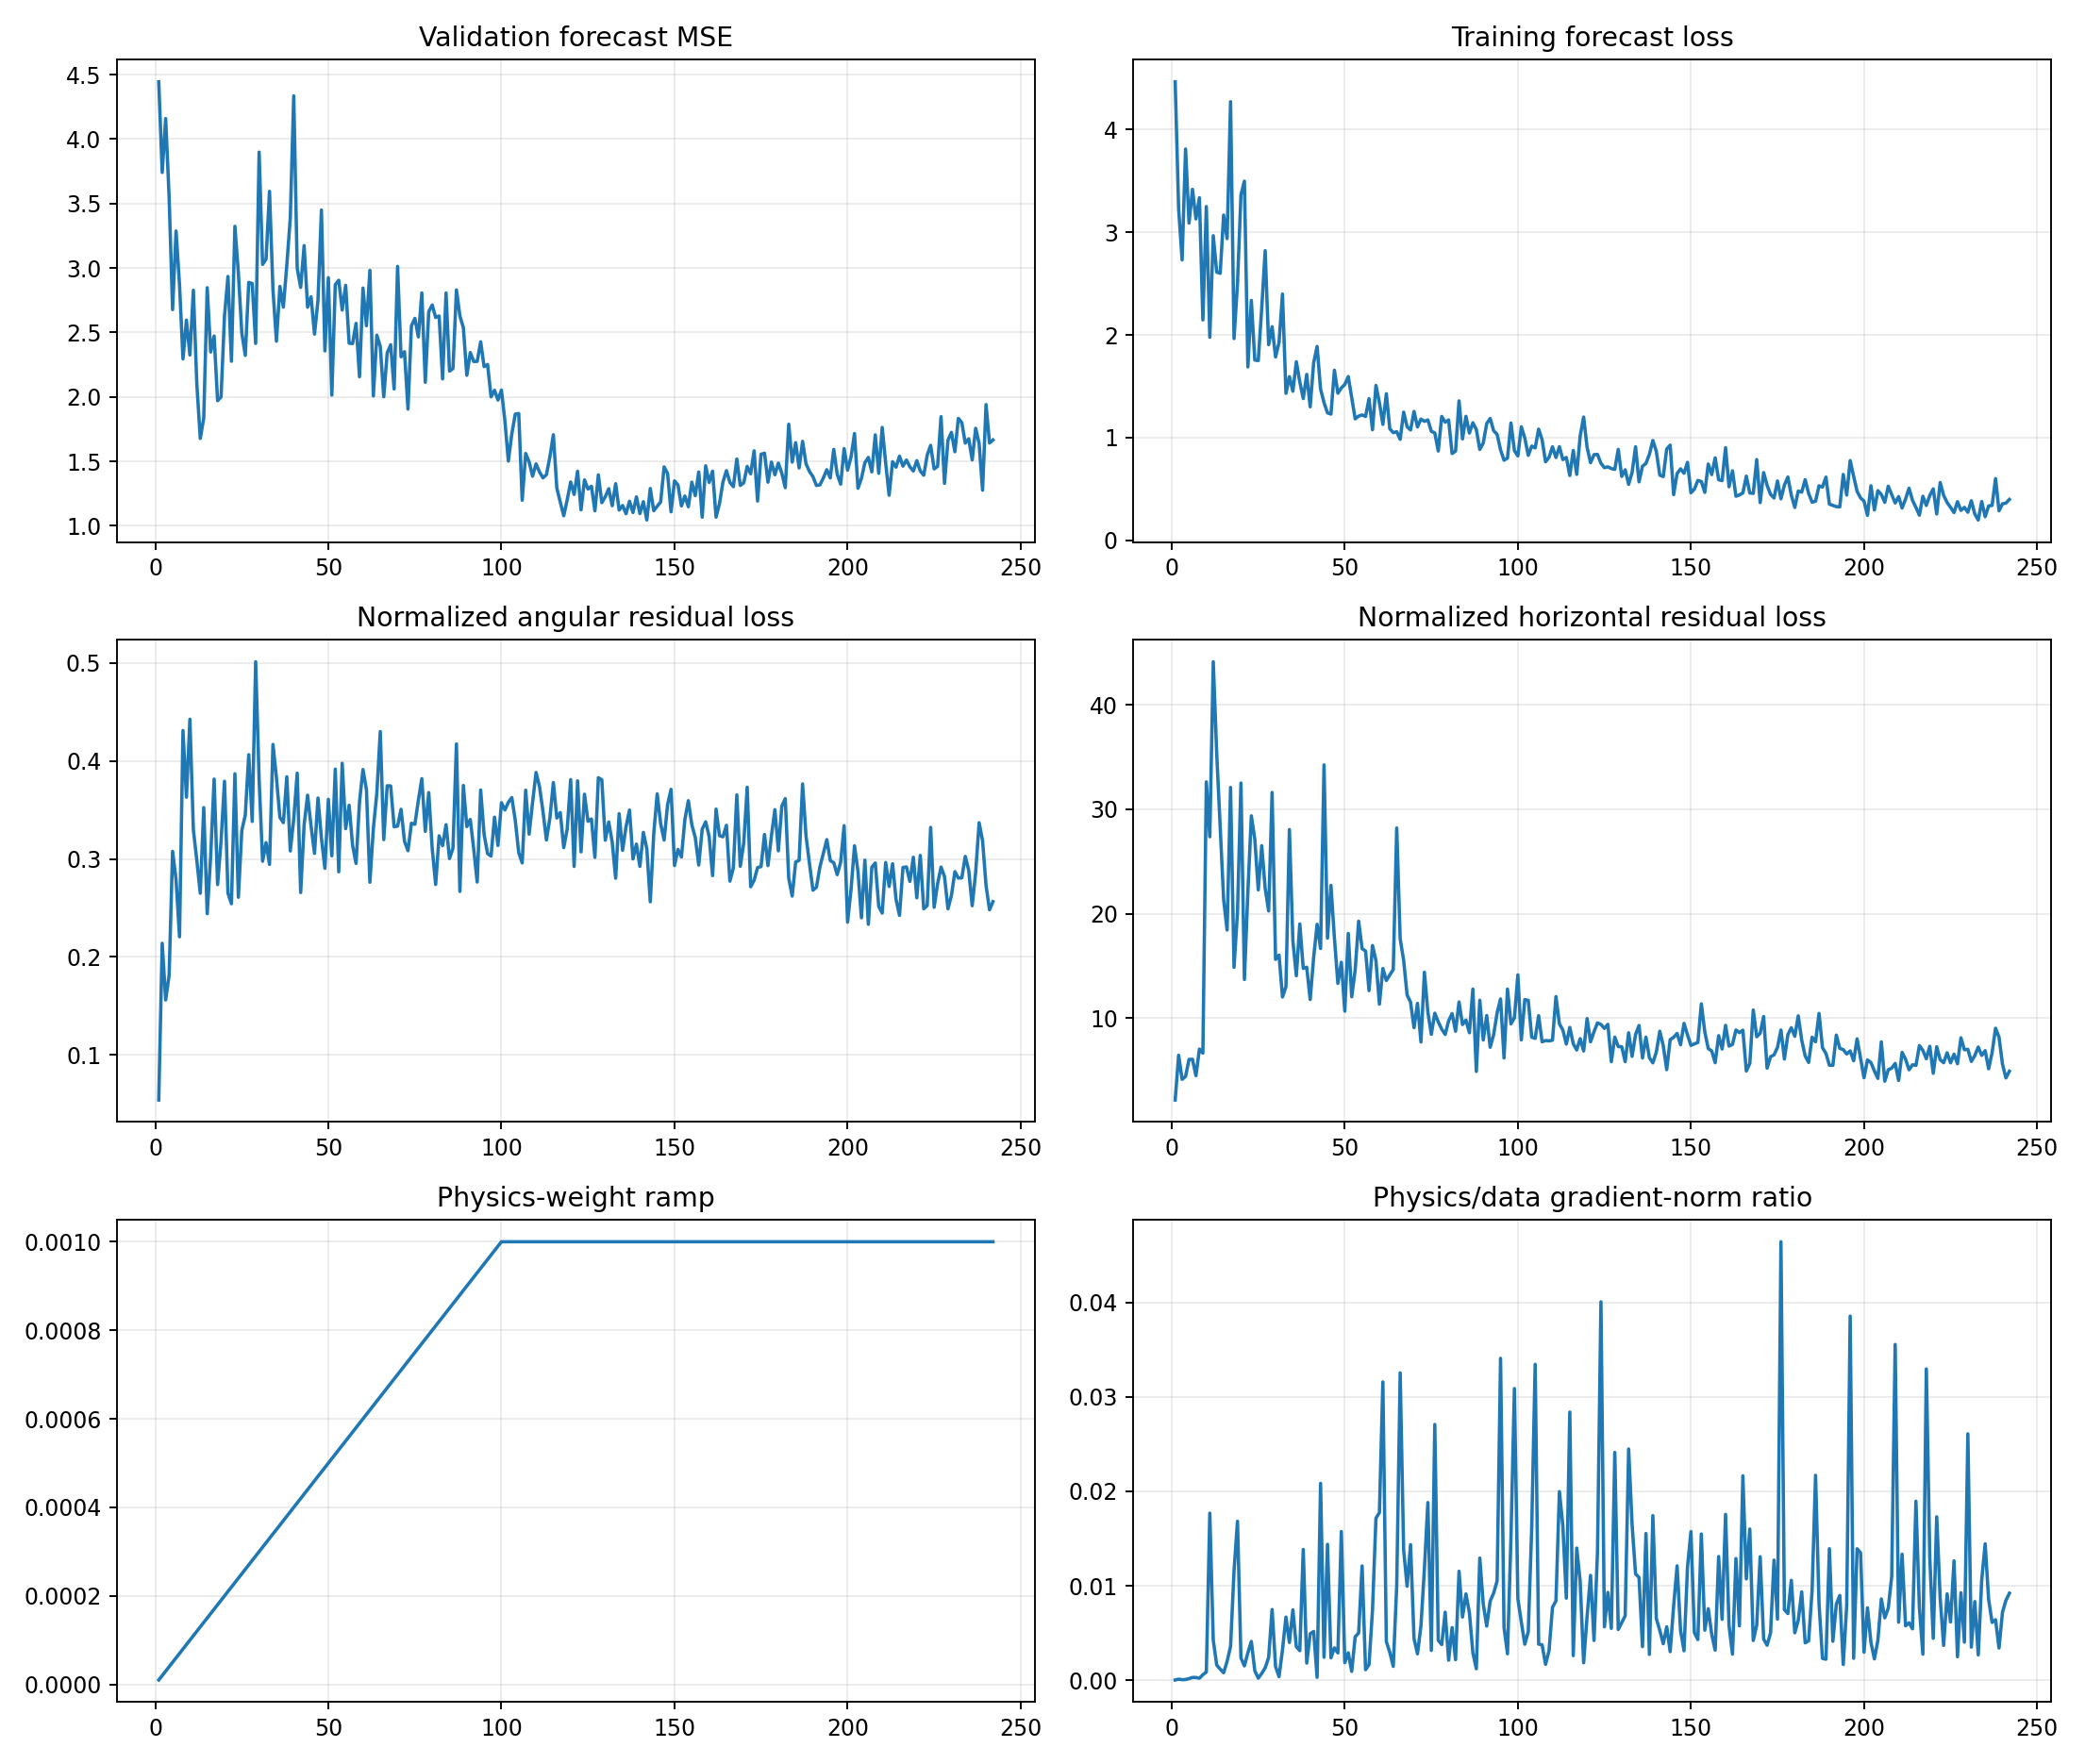 Validation forecast MSE
4.5
4.0
3.5
3.0
2.5
2.0
1.5
1.0
0 50 100 150 200 250
Training forecast loss
4
3
2
1
0
0 50 100 150 200 250
Normalized angular residual loss
0.5
0.4
0.3
0.2
0.1
0 50 100 150 200 250
Normalized horizontal residual loss
40
30
20
10
0 50 100 150 200 250
Physics-weight ramp
0.0010
0.0008
0.0006
0.0004
0.0002
0.0000
0 50 100 150 200 250
Physics/data gradient-norm ratio
0.04
0.03
0.02
0.01
0.00
0 50 100 150 200 250